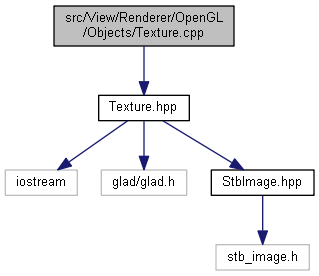 src/View/Renderer/OpenGL
/Objects/Texture.cpp
Texture.hpp
iostream
glad/glad.h
StbImage.hpp
stb_image.h